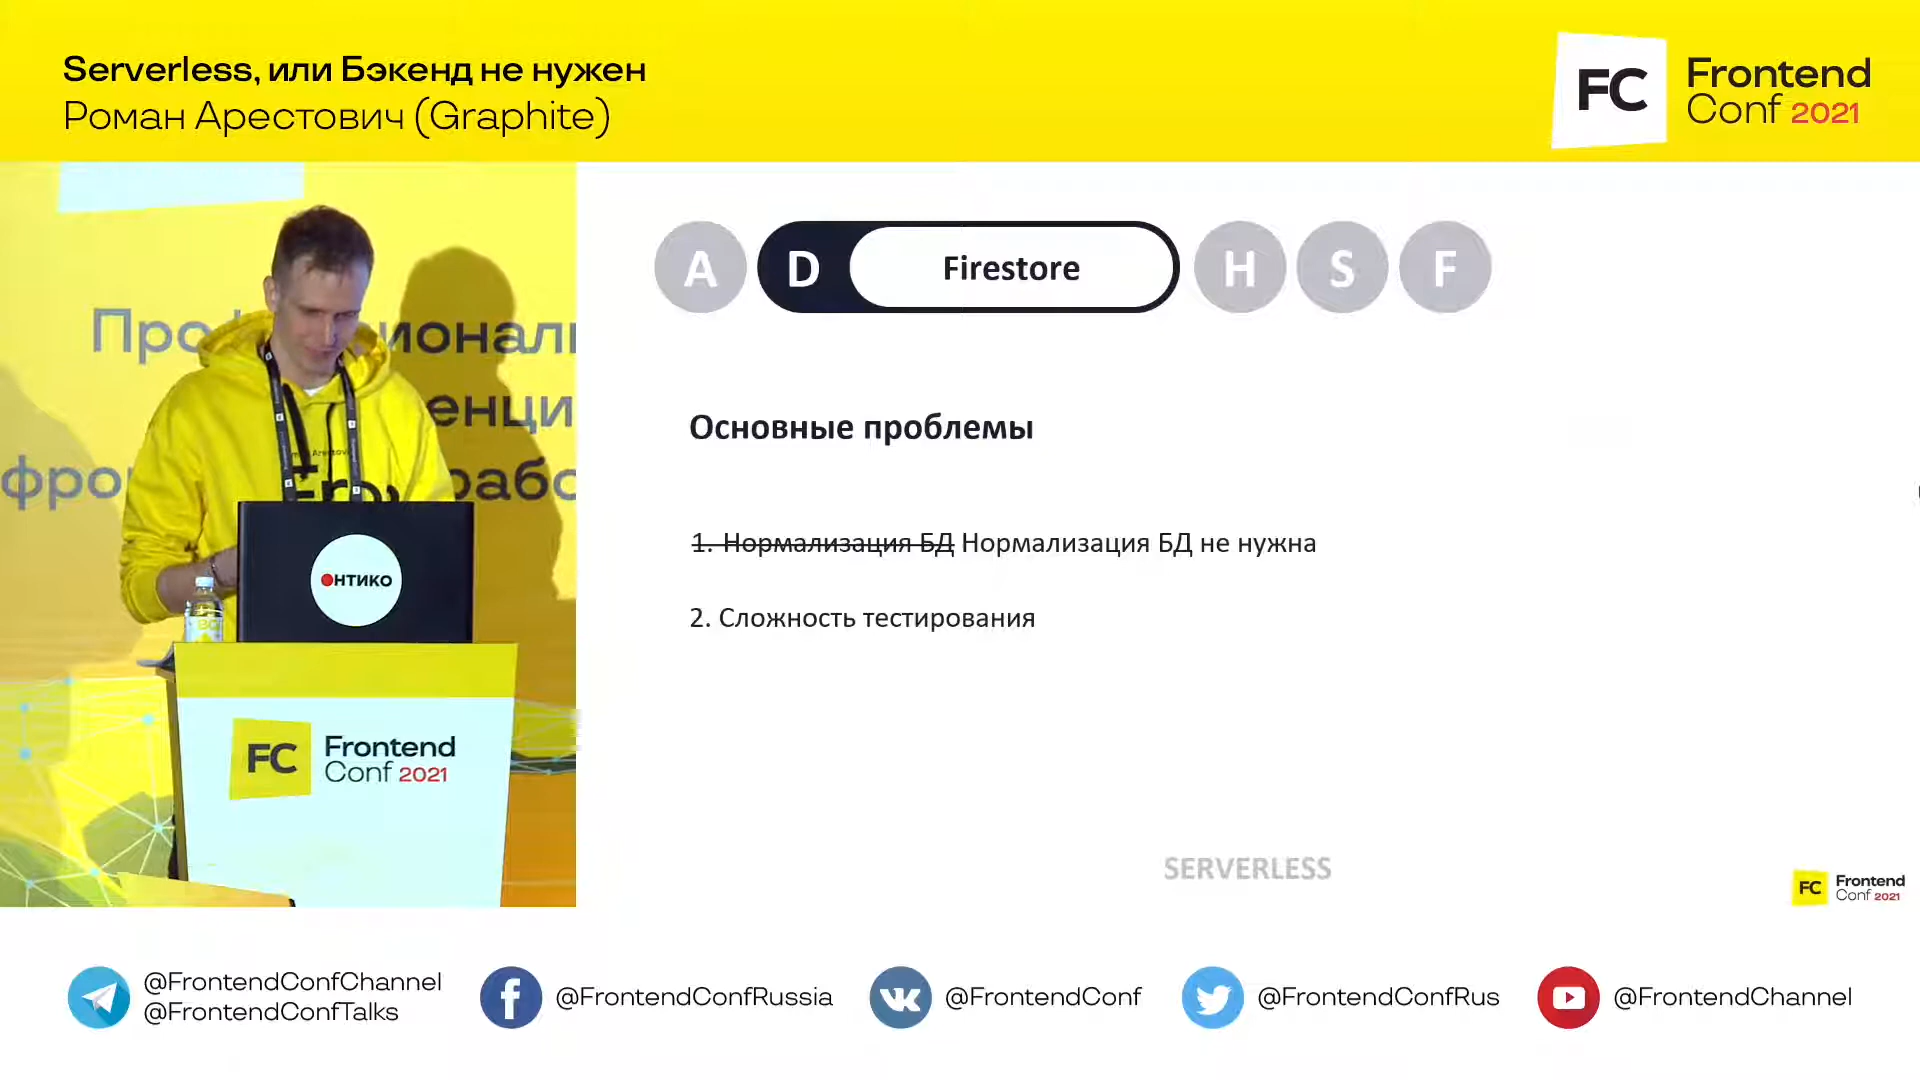 Serverless, или Бэкенд не нужен
Роман Арестович (Graphite)
FC
Frontend
Conf 2021
A
D
Firestore
H
S
F
Основные проблемы
1. Нормализация БД Нормализация БД не нужна
2. Сложность тестирования
SERVERLESS
FC
Frontend
Conf 2021
ОНТИКО
FC
Frontend
Conf 2021
@FrontendConfChannel
@FrontendConfTalks
@FrontendConfRussia
@FrontendConf
@FrontendConfRus
@FrontendChannel